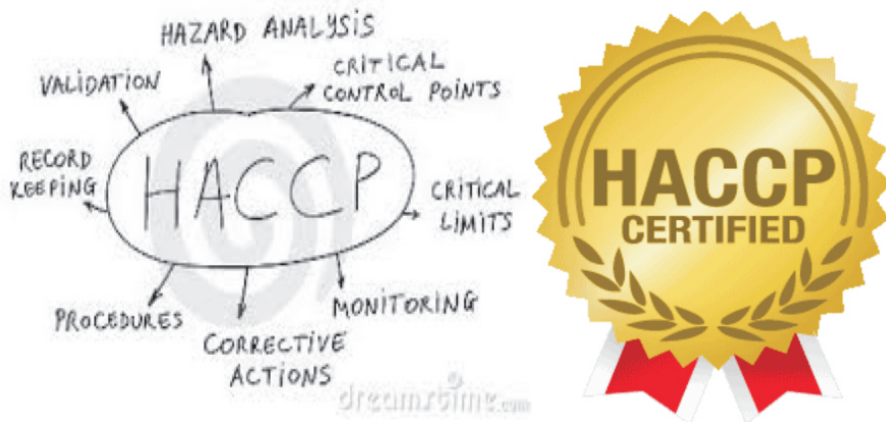 HAZARD ANALYSIS
VALIDATION
CRITICAL
CONTROL POINTS
RECORD
KEEPING
HACCP
CRITICAL
LIMITS
PROCEDURES
CORRECTIVE
ACTIONS
MONITORING
dreamstime.com
HACCP
CERTIFIED